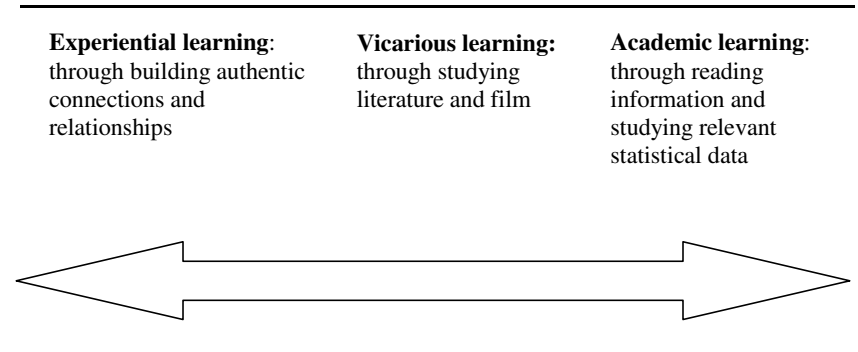 Experiential learning:
through building authentic
connections and
relationships
Vicarious learning:
through studying
literature and film
Academic learning:
through reading
information and
studying relevant
statistical data